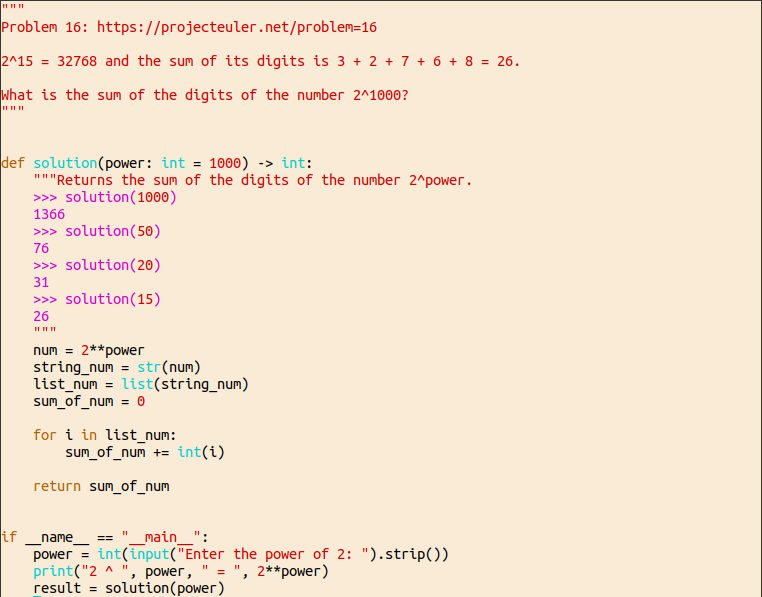 """
Problem 16: https://projecteuler.net/problem=16

2^15 = 32768 and the sum of its digits is 3 + 2 + 7 + 6 + 8 = 26.

What is the sum of the digits of the number 2^1000?
"""


def solution(power: int = 1000) -> int:
    """Returns the sum of the digits of the number 2^power.
    >>> solution(1000)
    1366
    >>> solution(50)
    76
    >>> solution(20)
    31
    >>> solution(15)
    26
    """
    num = 2**power
    string_num = str(num)
    list_num = list(string_num)
    sum_of_num = 0

    for i in list_num:
        sum_of_num += int(i)

    return sum_of_num


if __name__ == "__main__":
    power = int(input("Enter the power of 2: ").strip())
    print("2 ^ ", power, " = ", 2**power)
    result = solution(power)